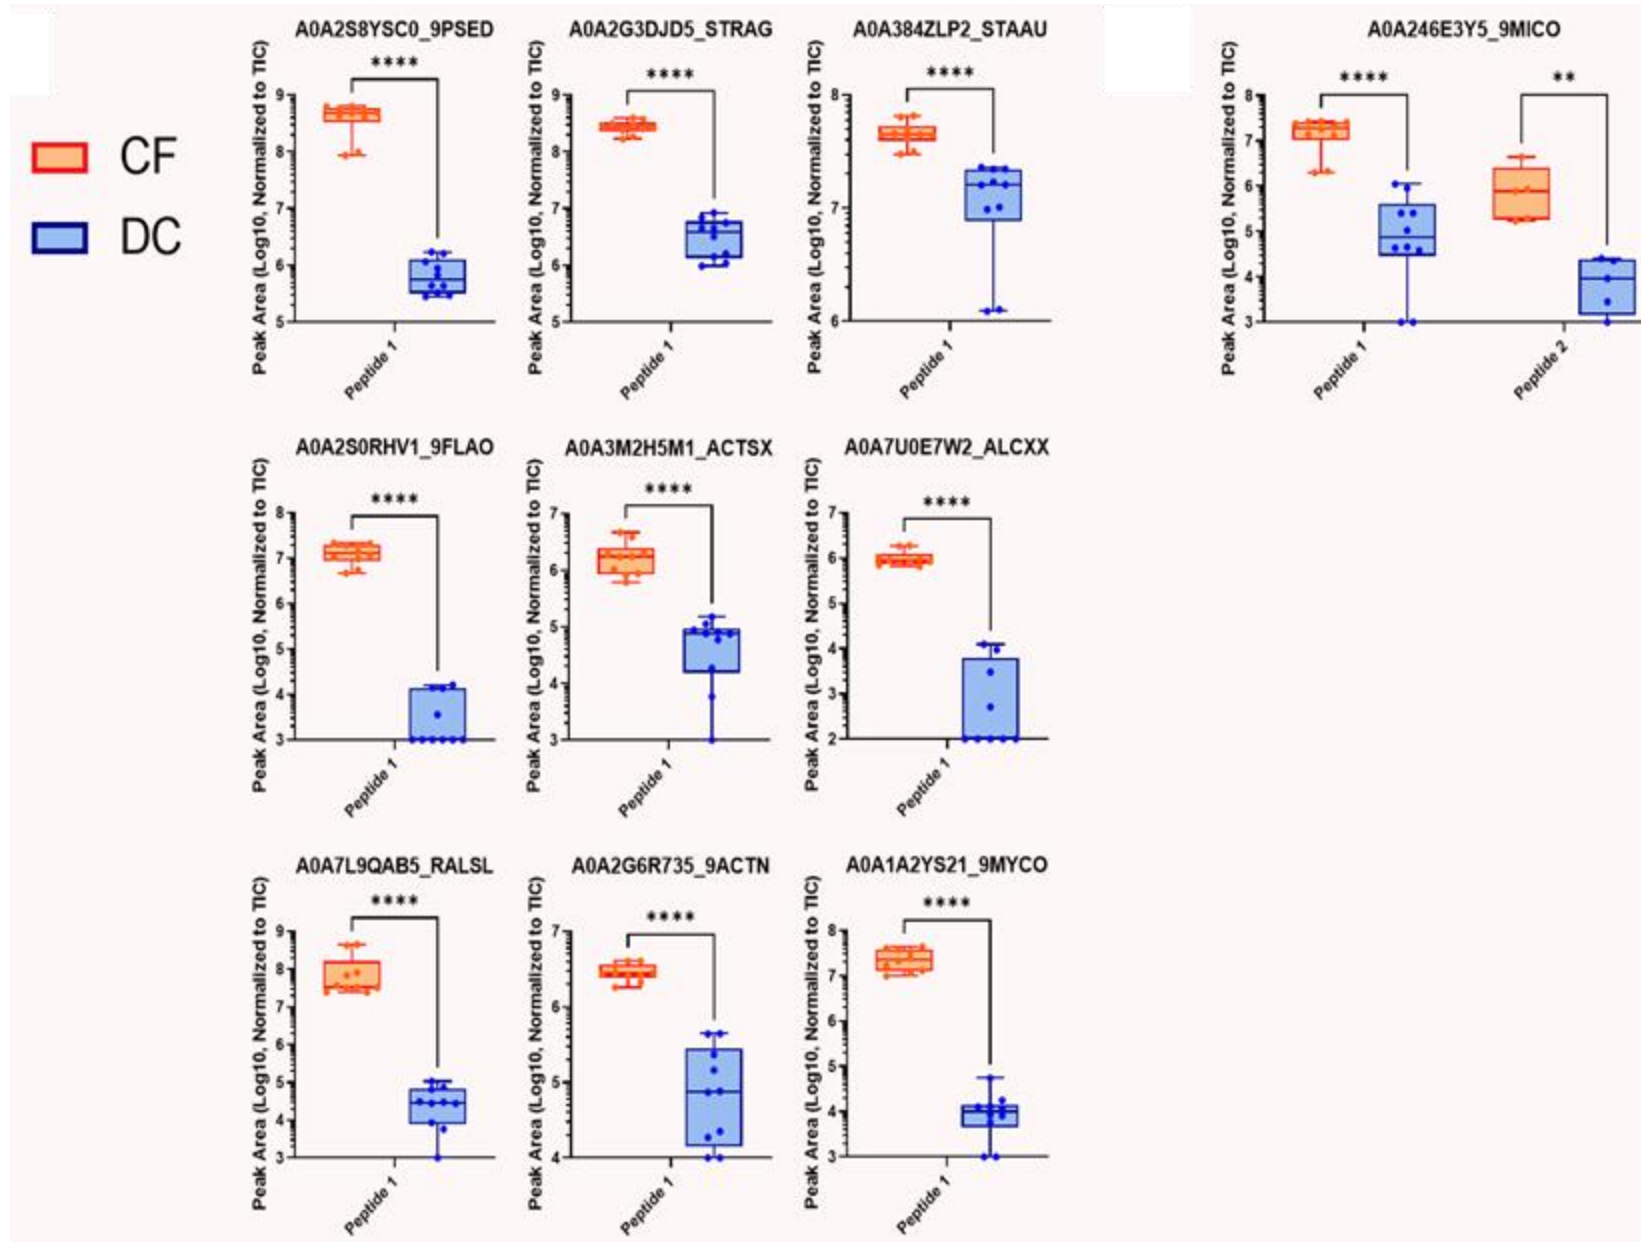 CF
DC
A0A2S8YSC0_9PSED
****
Peak Area (Log10, Normalized to TIC)
9
8
7
6
5
Peptide 1
A0A2G3DJD5_STRAG
****
Peak Area (Log10, Normalized to TIC)
9
8
7
6
5
Peptide 1
A0A384ZLP2_STAAU
****
Peak Area (Log10, Normalized to TIC)
8
7
6
Peptide 1
A0A246E3Y5_9MICO
****
**
Peak Area (Log10, Normalized to TIC)
8
7
6
5
4
3
Peptide 1
Peptide 2
A0A2S0RHV1_9FLAO
****
Peak Area (Log10, Normalized to TIC)
8
7
6
5
4
3
Peptide 1
A0A3M2H5M1_ACTSX
****
Peak Area (Log10, Normalized to TIC)
7
6
5
4
3
Peptide 1
A0A7U0E7W2_ALCXX
****
Peak Area (Log10, Normalized to TIC)
7
6
5
4
3
2
Peptide 1
A0A7L9QAB5_RALSL
****
Peak Area (Log10, Normalized to TIC)
9
8
7
6
5
4
3
Peptide 1
A0A2G6R735_9ACTN
****
Peak Area (Log10, Normalized to TIC)
7
6
5
4
Peptide 1
A0A1A2YS21_9MYCO
****
Peak Area (Log10, Normalized to TIC)
8
7
6
5
4
3
Peptide 1